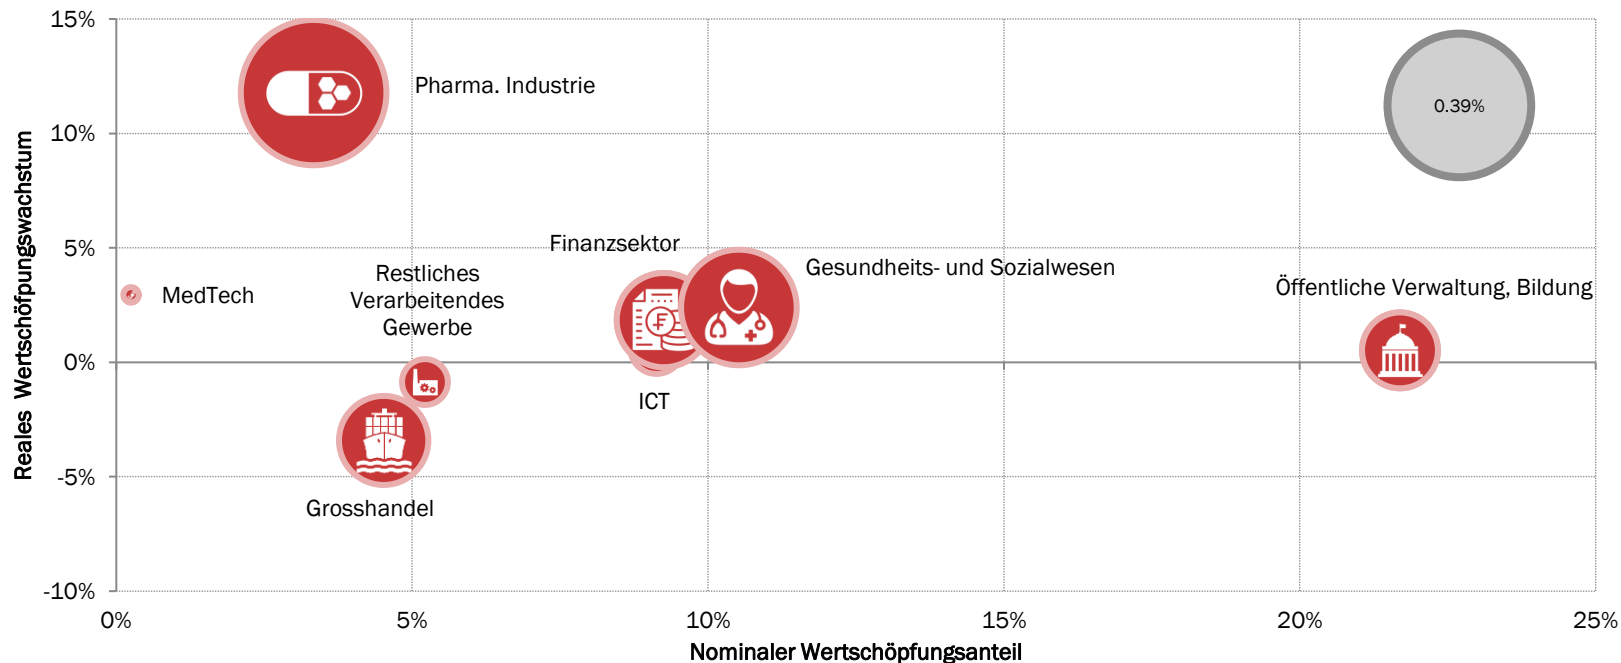 15%
Pharma. Industrie
0.39%
10%
Reales Wertschöfpungswachstum
5%
Finanzsektor
Gesundheits- und Sozialwesen
Restliches
Verarbeitendes
Gewerbe
MedTech
Öffentliche Verwaltung, Bildung
0%
ICT
-5%
Grosshandel
-10%
0%
5%
10%
15%
20%
25%
Nominaler Wertschöpfungsanteil